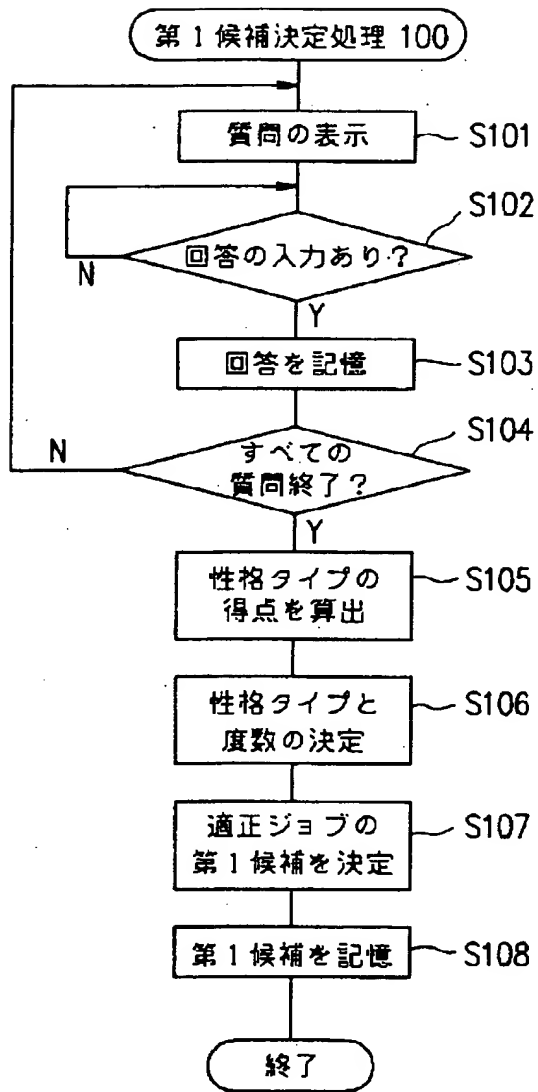 第1候補決定処理 100
質問の表示
S101
S102
回答の入力あり?
N
Y
回答を記憶
S103
S104
N
すべての
質問終了?
Y
性格タイプの
得点を算出
S105
性格タイプと
度数の決定
S106
適正ジョブの
第1候補を決定
S107
第1候補を記憶
S108
終了